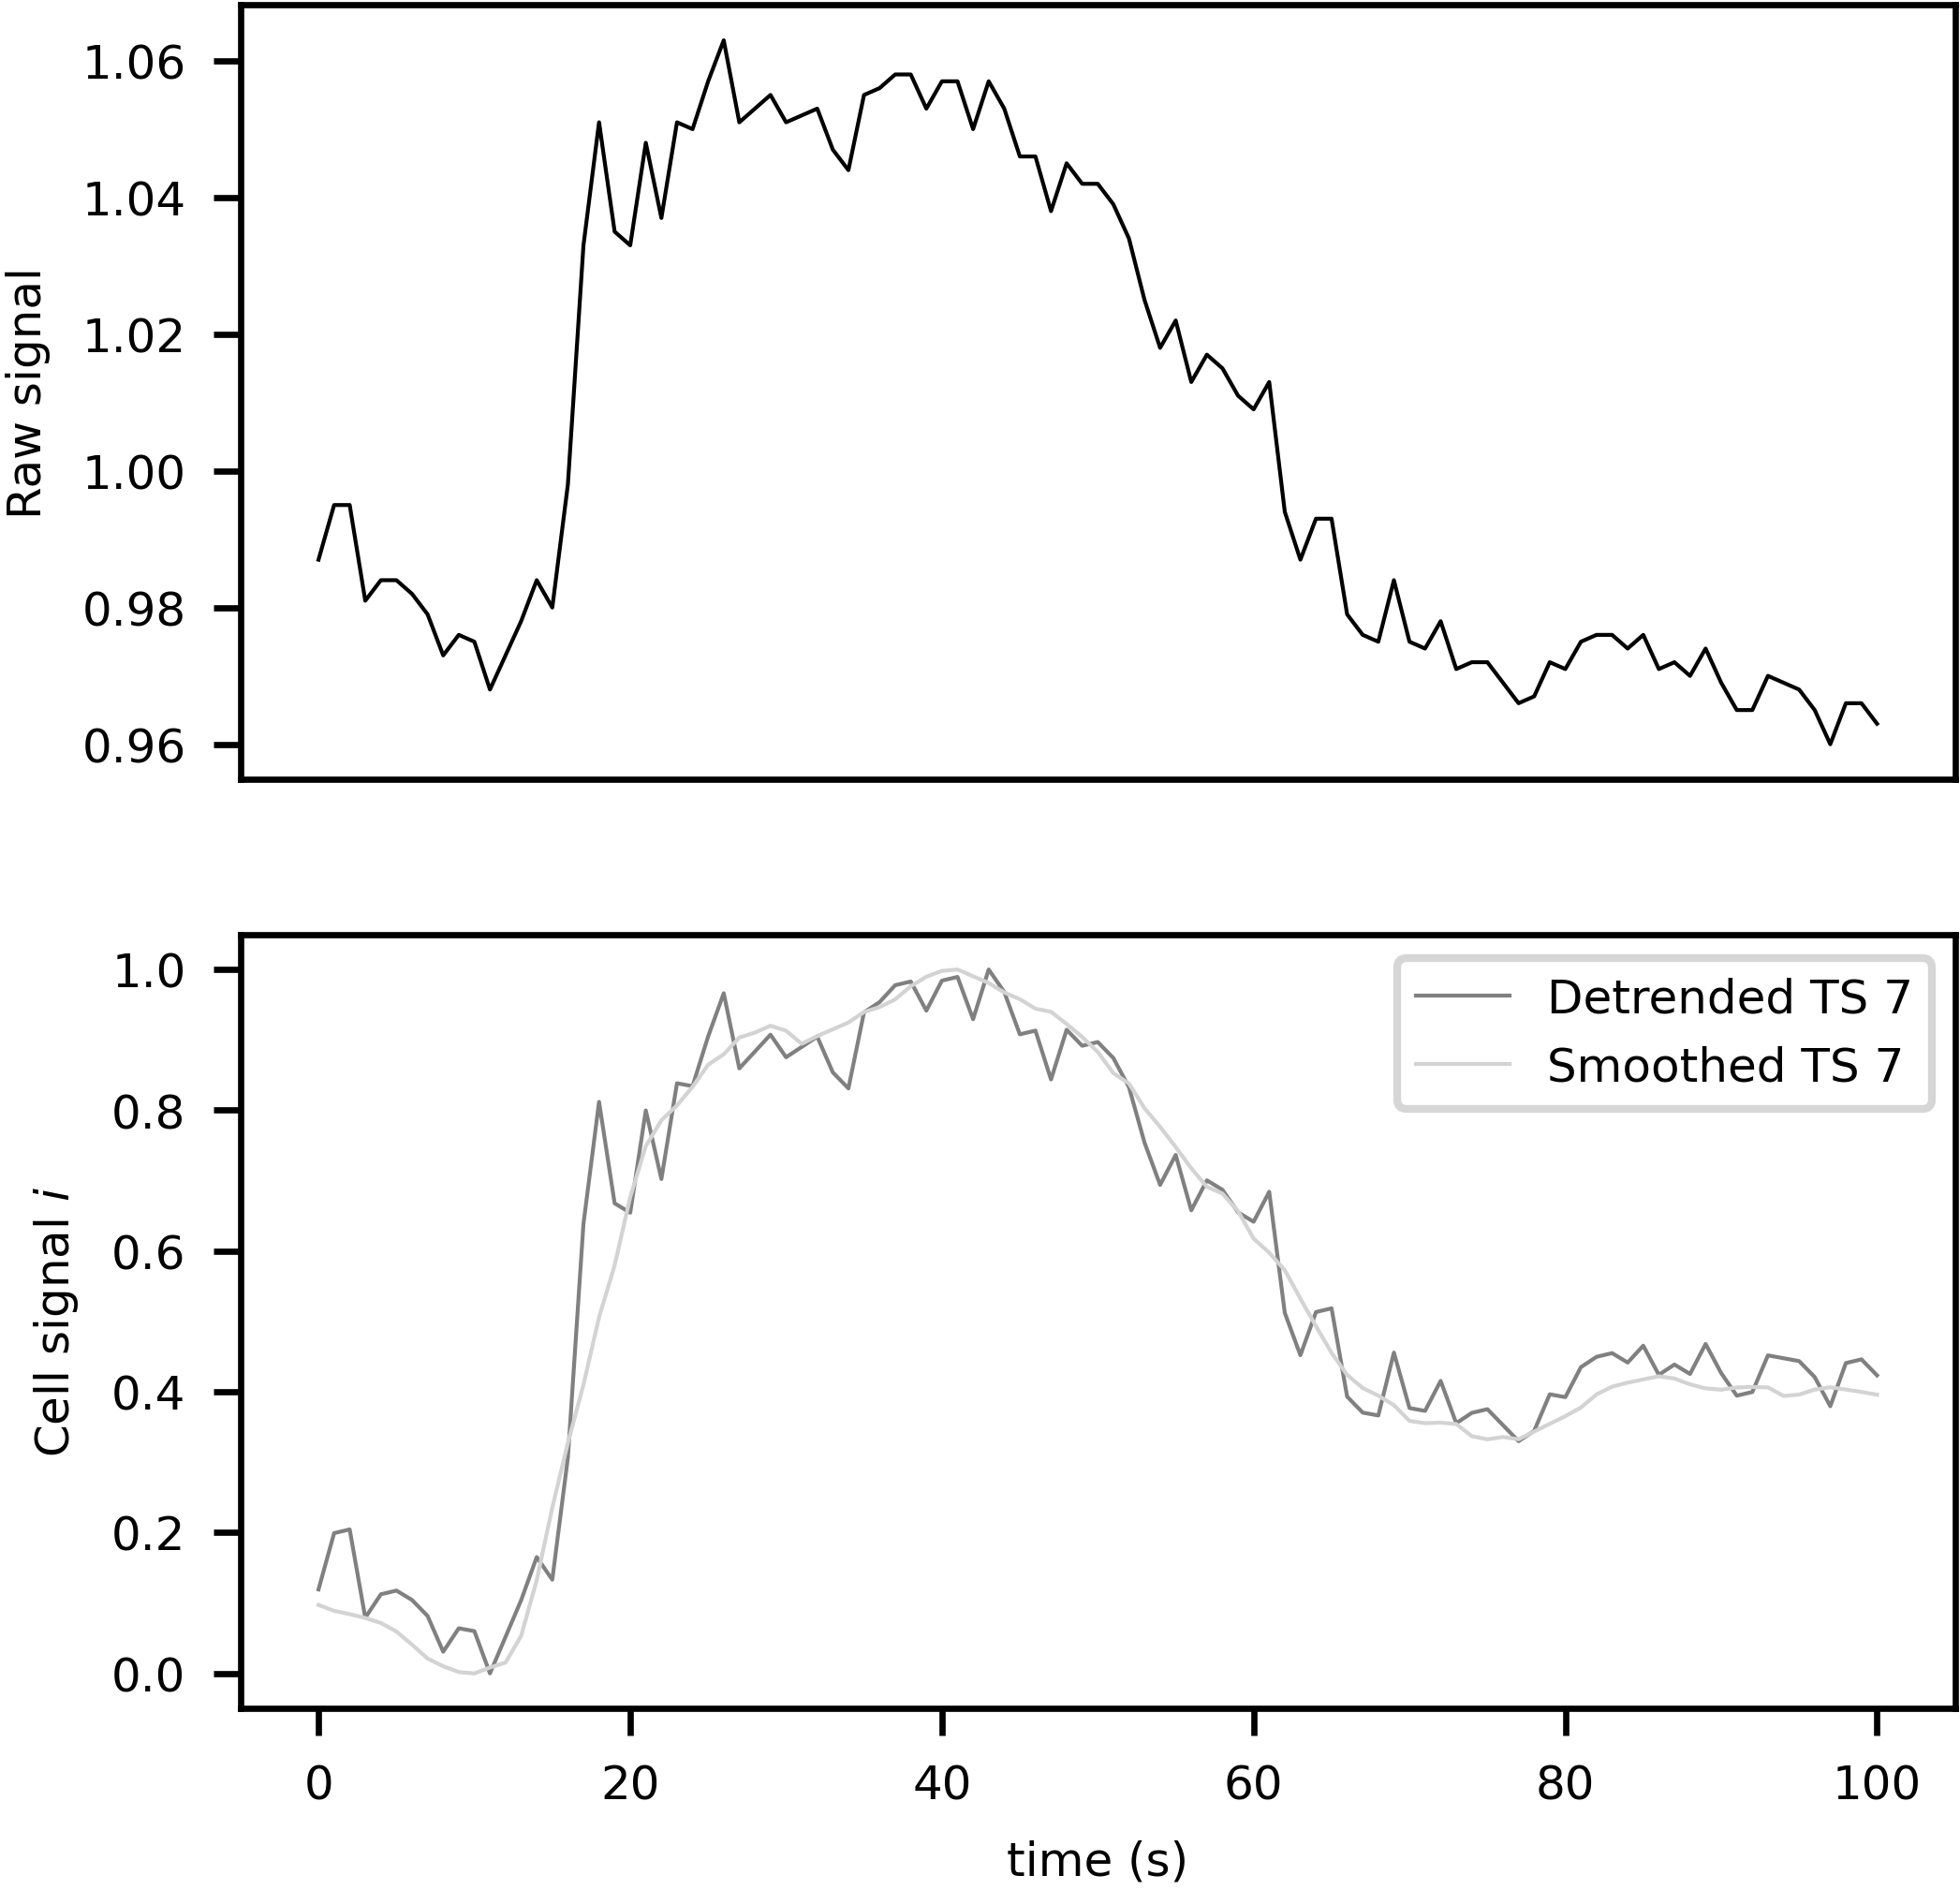 Raw signal
1.06
1.04
1.02
1.00
0.98
0.96
Cell signal i
1.0
0.8
0.6
0.4
0.2
0.0
Detrended TS 7
Smoothed TS 7
0 20 40 60 80 100
time (s)